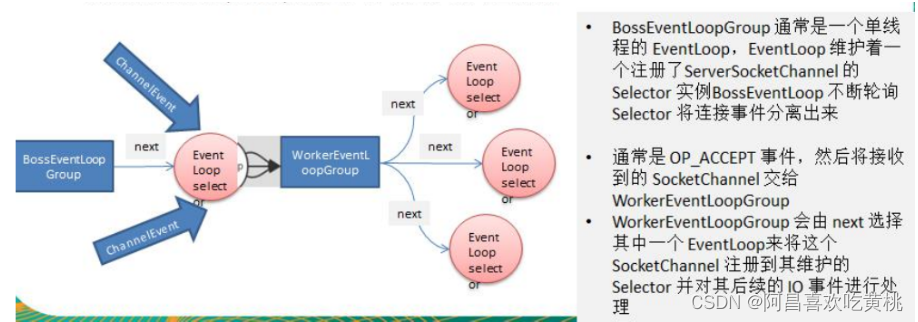 ChannelEvent
BossEventLoop
Group
next
Event
Loop
select
or
WorkerEventL
oopGroup
ChannelEvent
next
next
next
Event
Loop
select
or
Event
Loop
select
or
Event
Loop
select
or
• BossEventLoopGroup 通常是一个单线
程的 EventLoop，EventLoop 维护着一
个注册了ServerSocketChannel 的
Selector 实例BossEventLoop 不断轮询
Selector 将连接事件分离出来
• 通常是 OP_ACCEPT 事件，然后将接收
到的 SocketChannel 交给
WorkerEventLoopGroup
• WorkerEventLoopGroup 会由 next 选择
其中一个 EventLoop来将这个
SocketChannel 注册到其维护的
Selector 并对其后续的 IO 事件进行处
理
CSDN @阿昌喜欢吃黄桃